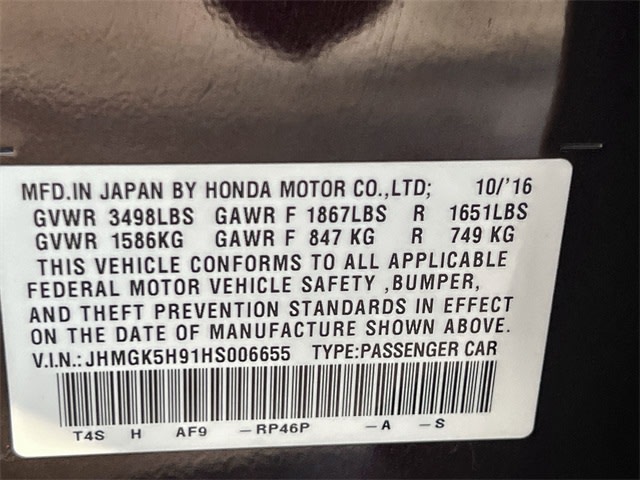 MFD.IN JAPAN BY HONDA MOTOR CO.,LTD; 10/'16
GVWR 3498LBS GAWR F 1867LBS R 1651LBS
GVWR 1586KG GAWR F 847 KG R 749 KG
THIS VEHICLE CONFORMS TO ALL APPLICABLE
FEDERAL MOTOR VEHICLE SAFETY ,BUMPER,
AND THEFT PREVENTION STANDARDS IN EFFECT
ON THE DATE OF MANUFACTURE SHOWN ABOVE.
V.I.N.:JHMGK5H91HS006655 TYPE:PASSENGER CAR
T4S H AF9 –RP46P –A –S